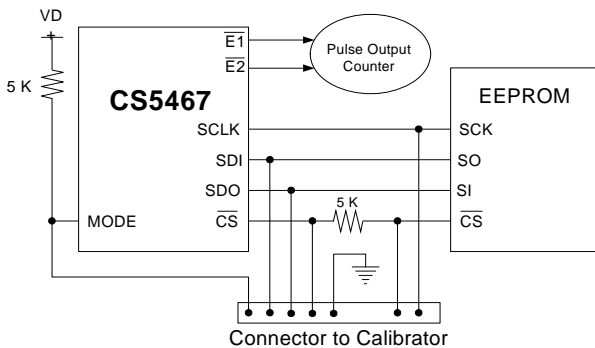 VD
+
5 K
CS5467
E1
E2
SCLK
SDI
SDO
CS
MODE
Pulse Output
Counter
EEPROM
SCK
SO
SI
CS
5 K
Connector to Calibrator